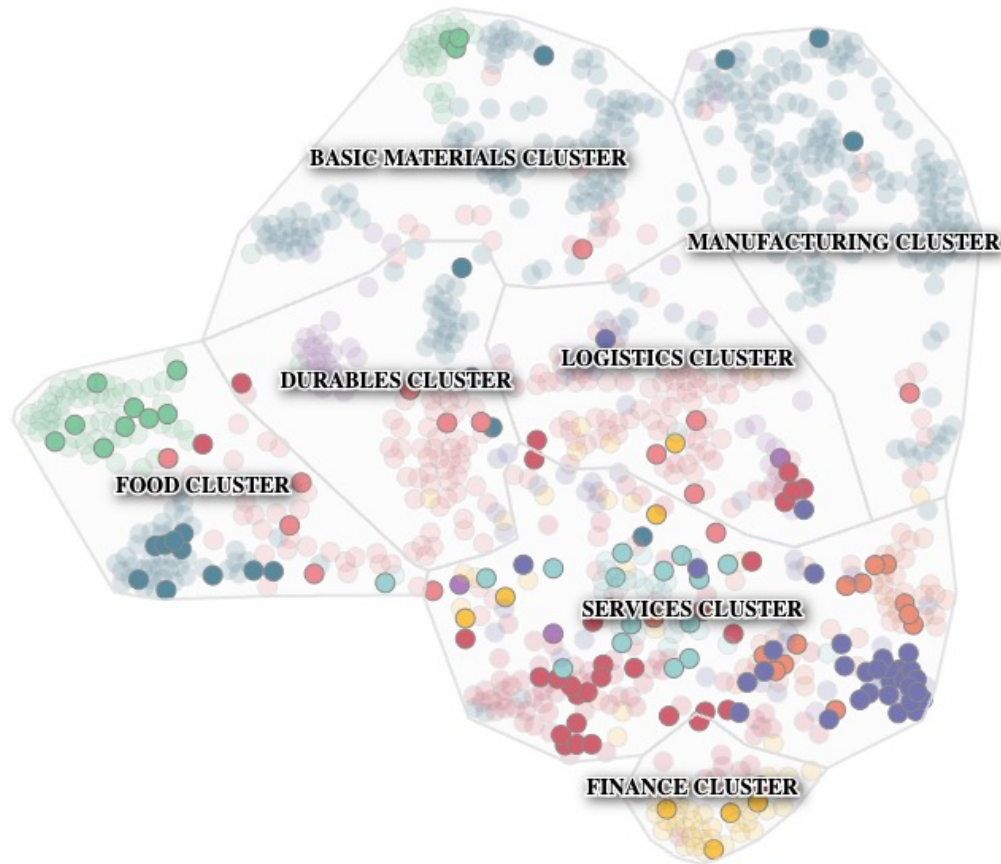 BASIC MATERIALS CLUSTER
MANUFACTURING CLUSTER
LOGISTICS CLUSTER
DURABLES CLUSTER
FOOD CLUSTER
SERVICES CLUSTER
FINANCE CLUSTER